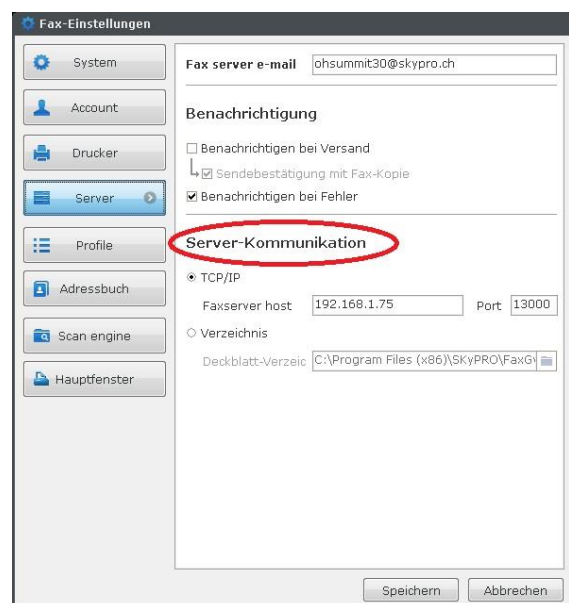 Fax-Einstellungen
System
Account
Drucker
Server
Profile
Adressbuch
Scan engine
Hauptfenster
Fax server e-mail ohsummit30@skypro.ch
Benachrichtigung
Benachrichtigen bei Versand
Sendebestätigung mit Fax-Kopie
Benachrichtigen bei Fehler
Server-Kommunikation
TCP/IP
Faxserver host 192.168.1.75 Port 13000
Verzeichnis
Deckblatt-Verzeic C:\Program Files (x86)\SKyPRO\FaxG
Speichern Abbrechen